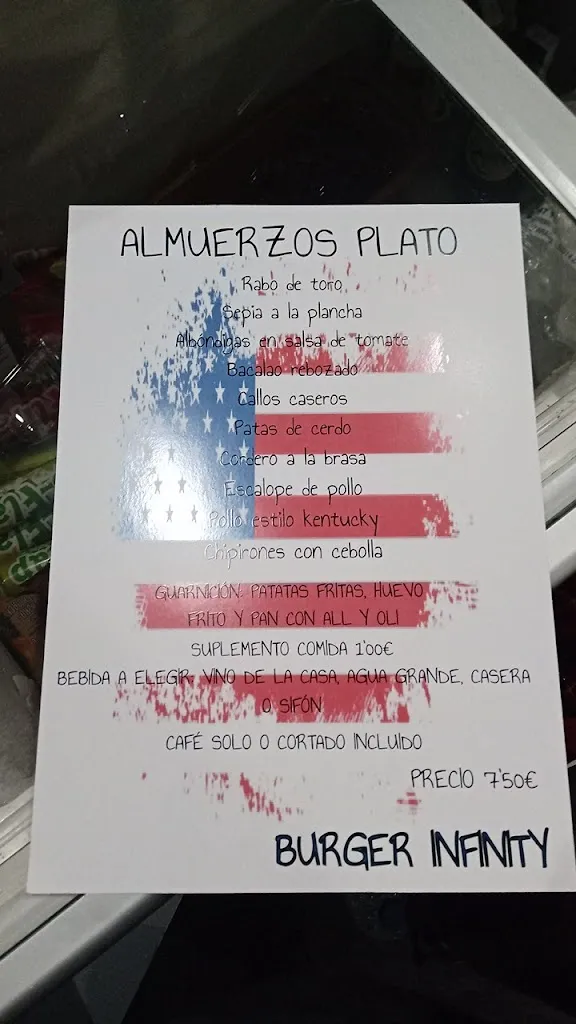 ALMUERZOS PLATO
Rabo de toro
Sepia a la plancha
Albóndigas en salsa de tomate
Bacalao rebozado
Callos caseros
Patas de cerdo
Cordero a la brasa
Escalope de pollo
Pollo estilo kentucky
Chipirones con cebolla
GUARNICIÓN: PATATAS FRITAS, HUEVO
FRITO Y PAN CON ALL Y OLI
SUPLEMENTO COMIDA 1'00€
BEBIDA A ELEGIR: VINO DE LA CASA, AGUA GRANDE, CASERA
O SIFÓN
CAFÉ SOLO O CORTADO INCLUIDO
PRECIO 7'50€
BURGER INFINITY